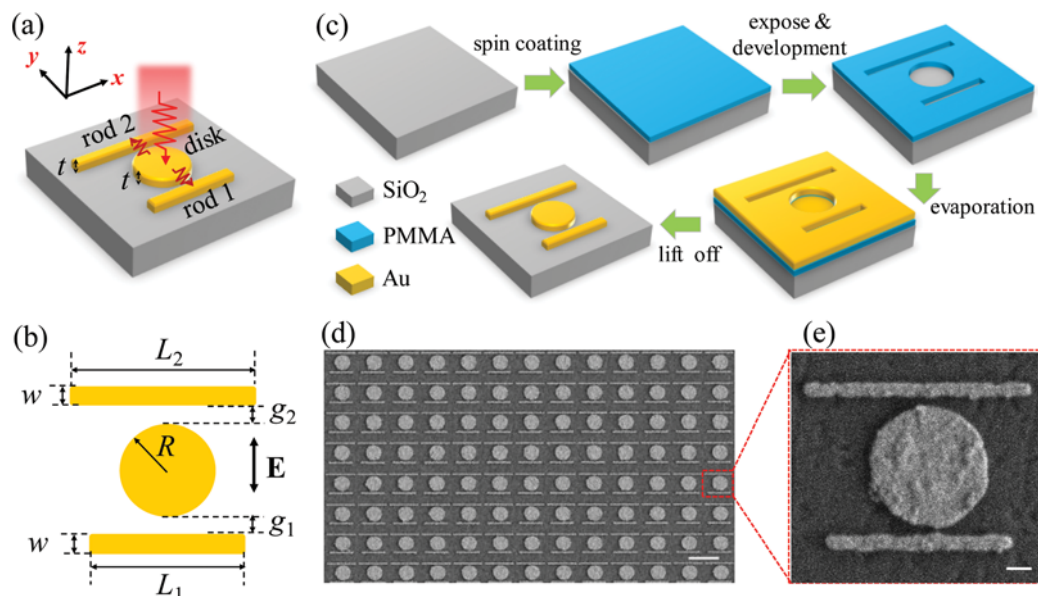 (a)
z
y
x
rod 2
disk
t
t
rod 1
(b)
L2
w
g2
R
E
g1
w
L1
(c)
spin coating
expose &
development
evaporation
lift off
SiO2
PMMA
Au
(d)
(e)